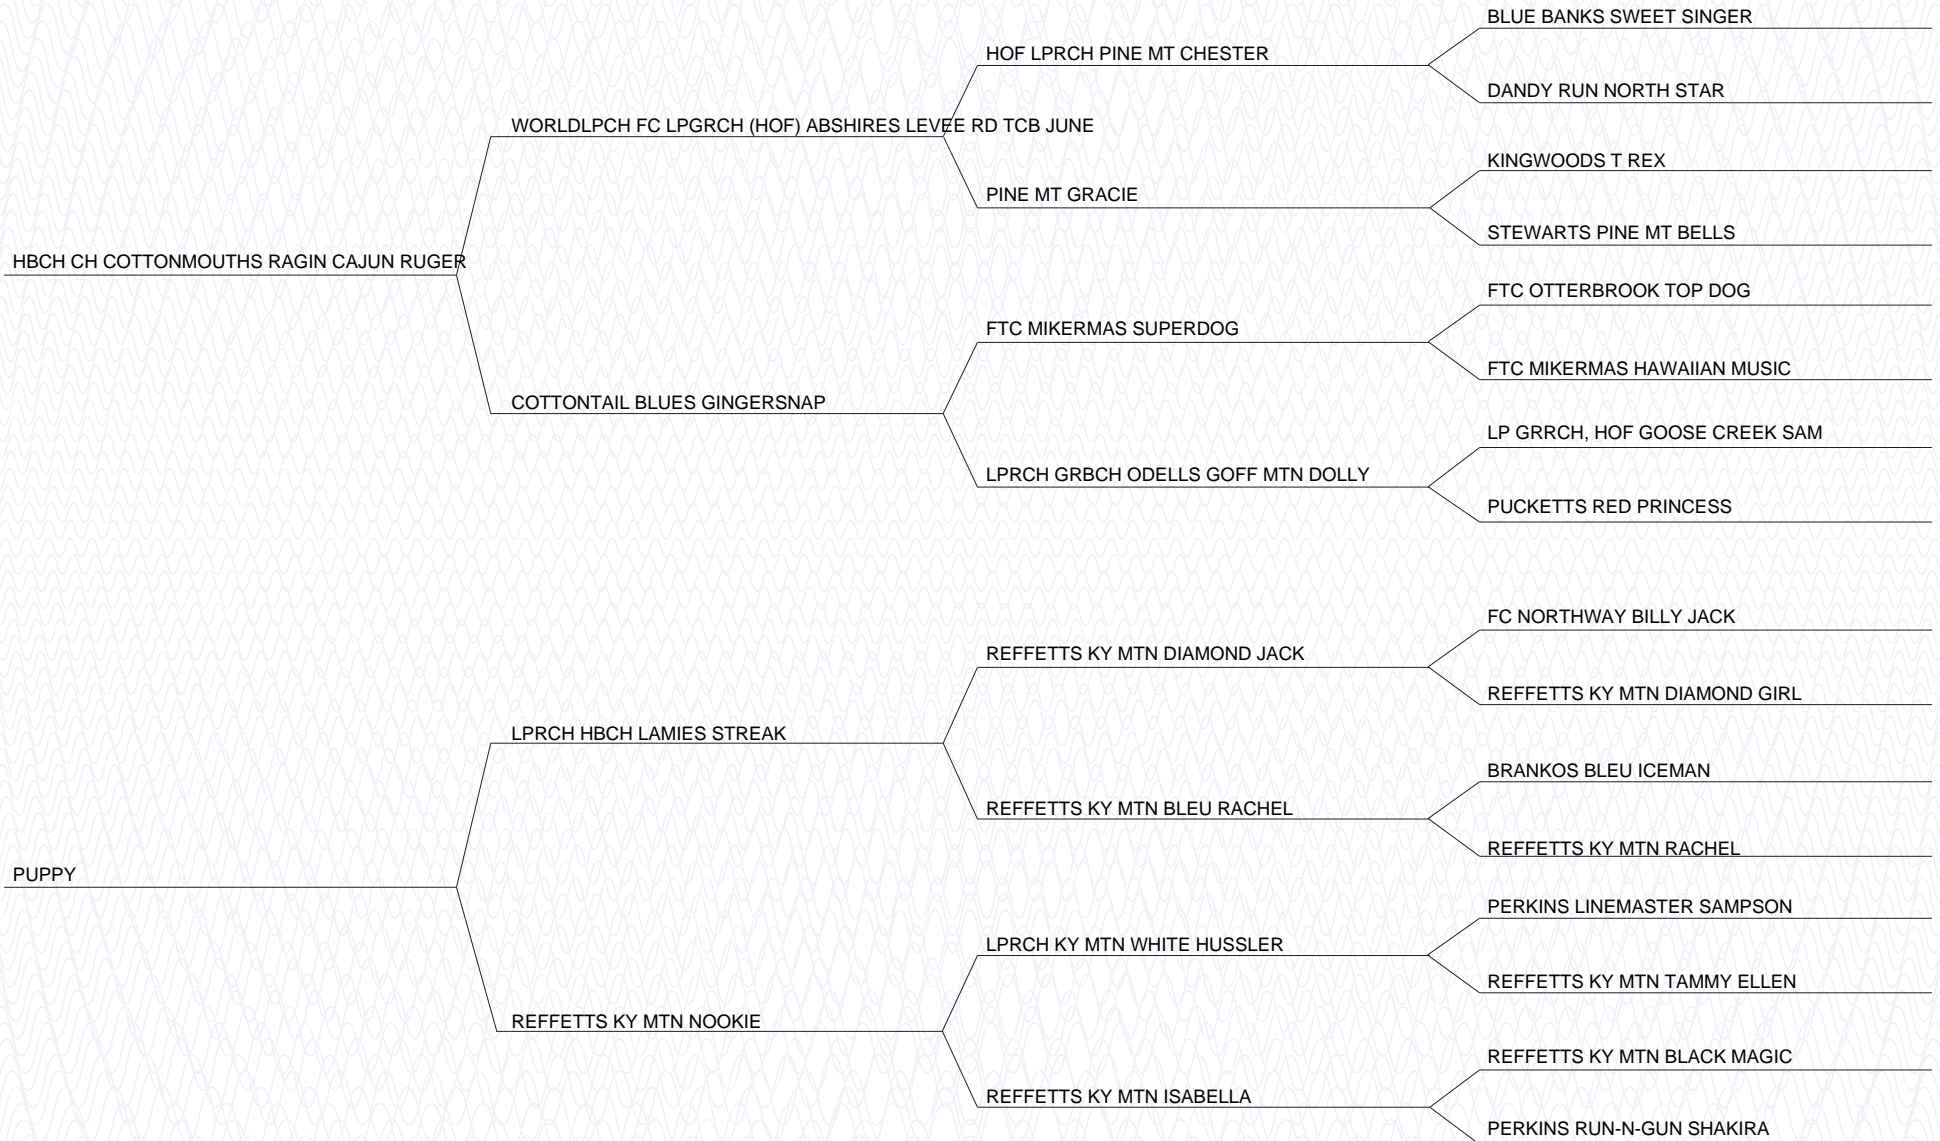 BLUE BANKS SWEET SINGER
HOF LPRCH PINE MT CHESTER
DANDY RUN NORTH STAR
WORLDLPCH FC LPGRCH (HOF) ABSHIRES LEVEE RD TCB JUNE
KINGWOODS T REX
PINE MT GRACIE
STEWARTS PINE MT BELLS
HBCH CH COTTONMOUTHS RAGIN CAJUN RUGER
FTC OTTERBROOK TOP DOG
FTC MIKERMAS SUPERDOG
FTC MIKERMAS HAWAIIAN MUSIC
COTTONTAIL BLUES GINGERSNAP
LP GRRCH, HOF GOOSE CREEK SAM
LPRCH GRBCH ODELLS GOFF MTN DOLLY
PUCKETTS RED PRINCESS
FC NORTHWAY BILLY JACK
REFFETTS KY MTN DIAMOND JACK
REFFETTS KY MTN DIAMOND GIRL
LPRCH HBCH LAMIES STREAK
BRANKOS BLEU ICEMAN
REFFETTS KY MTN BLEU RACHEL
REFFETTS KY MTN RACHEL
PUPPY
PERKINS LINEMASTER SAMPSON
LPRCH KY MTN WHITE HUSSLER
REFFETTS KY MTN TAMMY ELLEN
REFFETTS KY MTN NOOKIE
REFFETTS KY MTN BLACK MAGIC
REFFETTS KY MTN ISABELLA
PERKINS RUN-N-GUN SHAKIRA